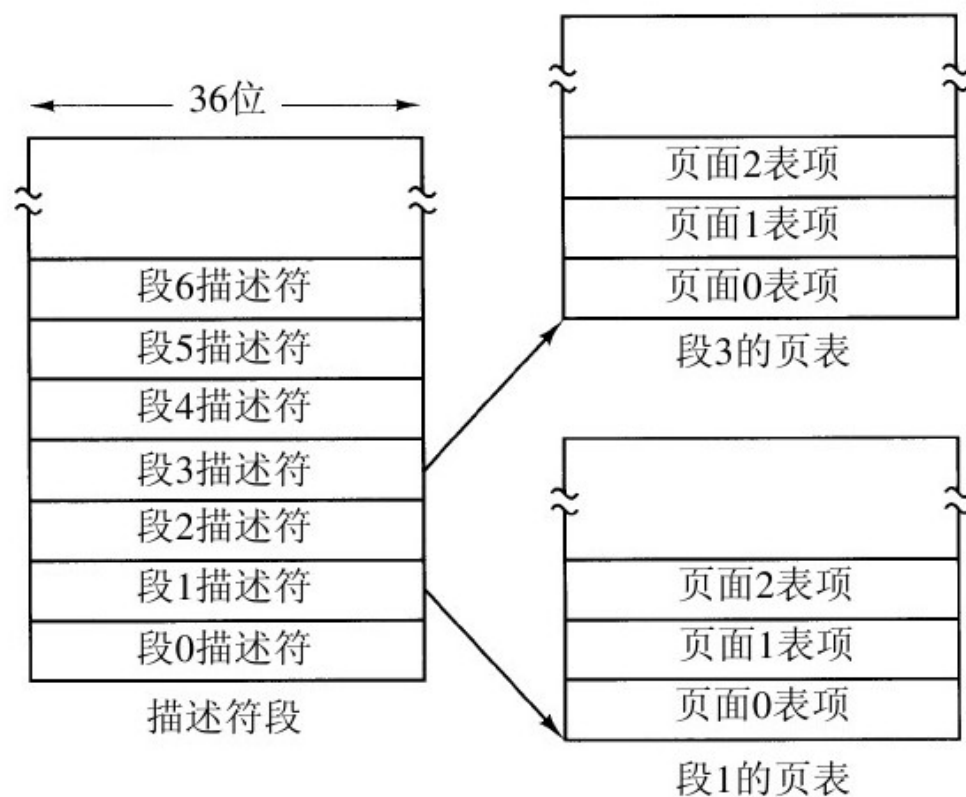 36位
段6描述符
段5描述符
段4描述符
段3描述符
段2描述符
段1描述符
段0描述符
描述符段
页面2表项
页面1表项
页面0表项
段3的页表
页面2表项
页面1表项
页面0表项
段1的页表